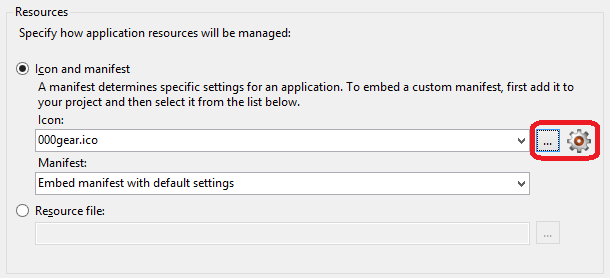 Resources
Specify how application resources will be managed:
Icon and manifest
A manifest determines specific settings for an application. To embed a custom manifest, first add it to
your project and then select it from the list below.
Icon:
000gear.ico
...
Manifest:
Embed manifest with default settings
Resource file:
...